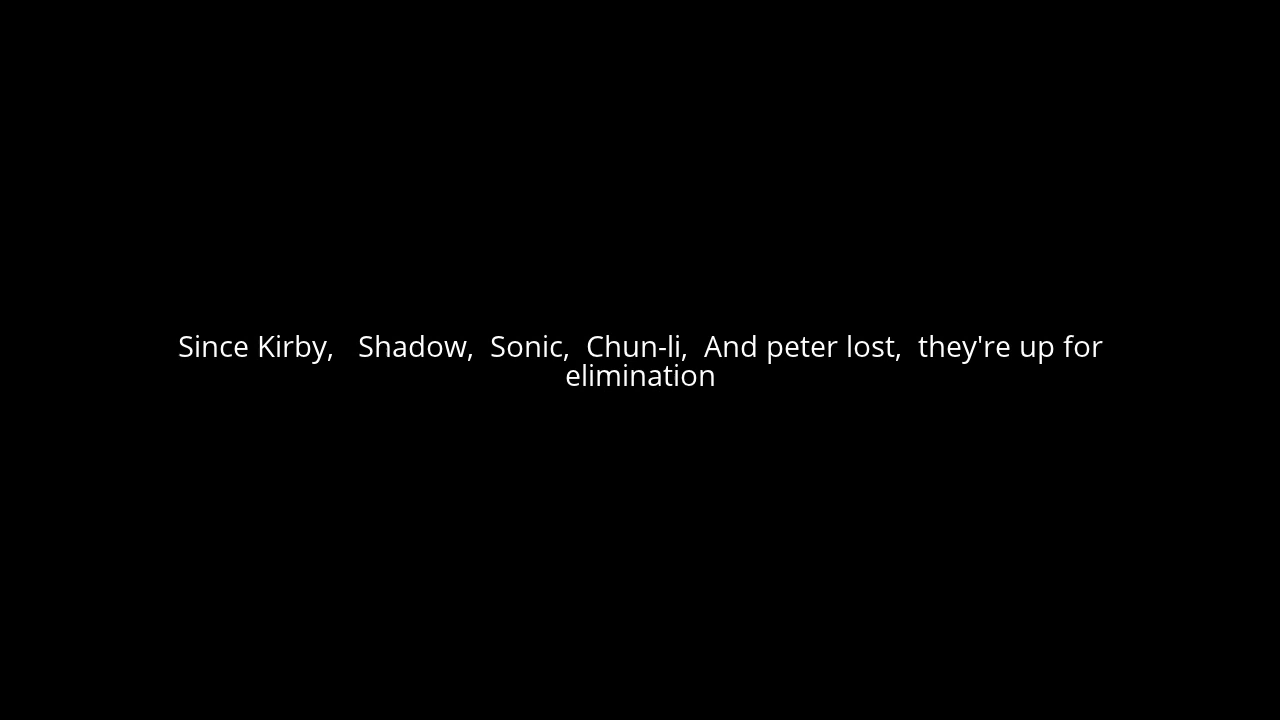 Since Kirby,   Shadow,  Sonic,  Chun-li,  And peter lost,  they're up for
elimination